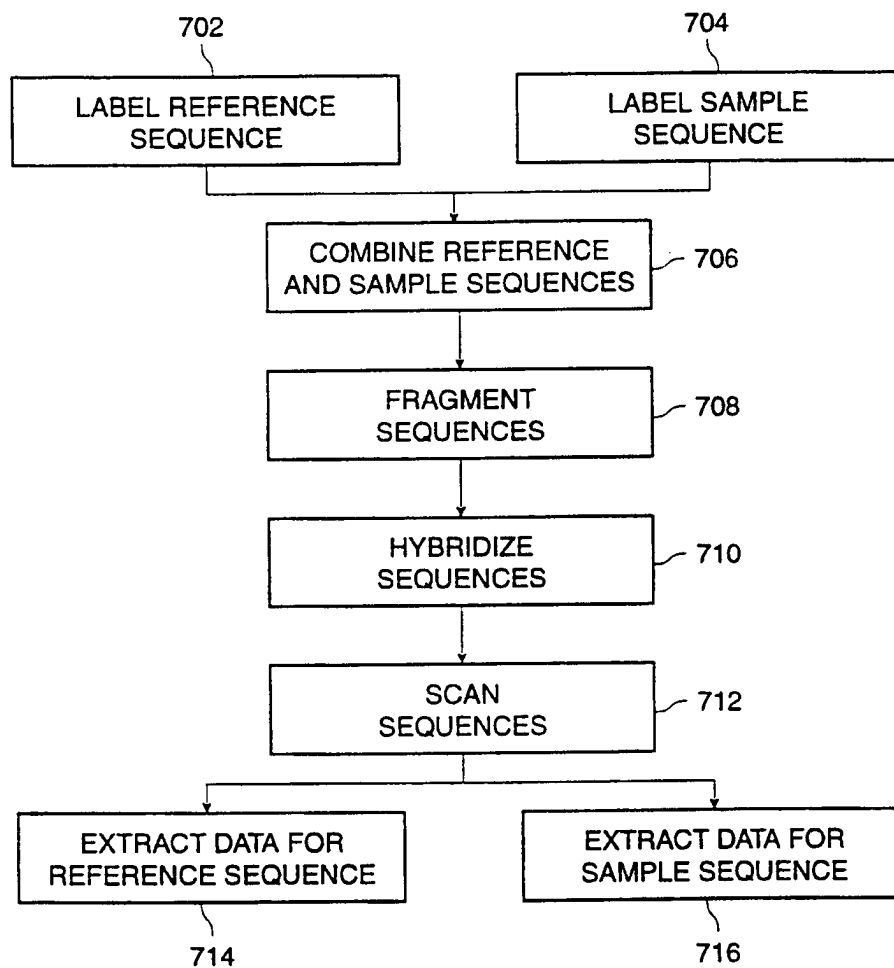 702
704
LABEL REFERENCE
SEQUENCE
LABEL SAMPLE
SEQUENCE
COMBINE REFERENCE
AND SAMPLE SEQUENCES
706
FRAGMENT
SEQUENCES
708
HYBRIDIZE
SEQUENCES
710
SCAN
SEQUENCES
712
EXTRACT DATA FOR
REFERENCE SEQUENCE
EXTRACT DATA FOR
SAMPLE SEQUENCE
714
716